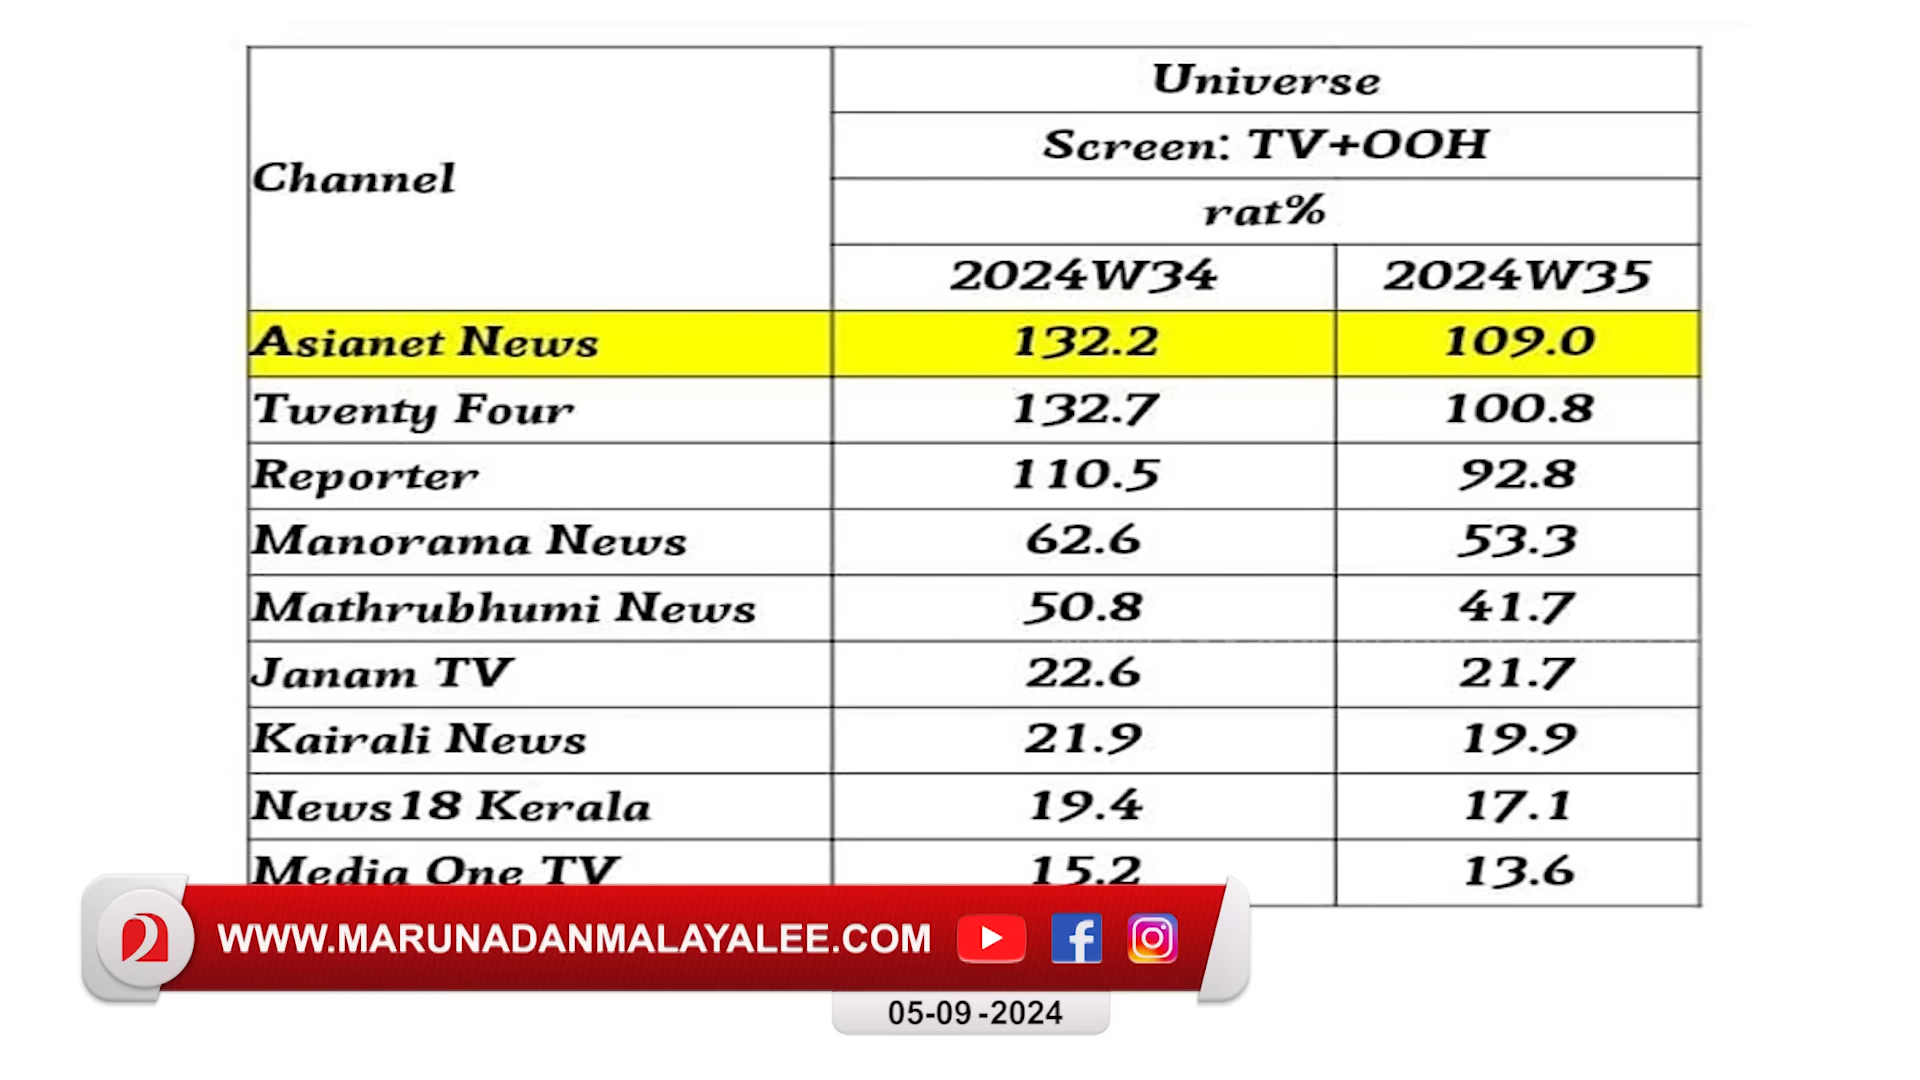 Universe
Screen: TV+OOH
Channel
rat%
2024W34 2024W35
Asianet News 132.2 109.0
Twenty Four 132.7 100.8
Reporter 110.5 92.8
Manorama News 62.6 53.3
Mathrubhumi News 50.8 41.7
Janam TV 22.6 21.7
Kairali News 21.9 19.9
News18 Kerala 19.4 17.1
Media One TV 15.2 13.6
WWW.MARUNADANMALAYALEE.COM
05-09-2024